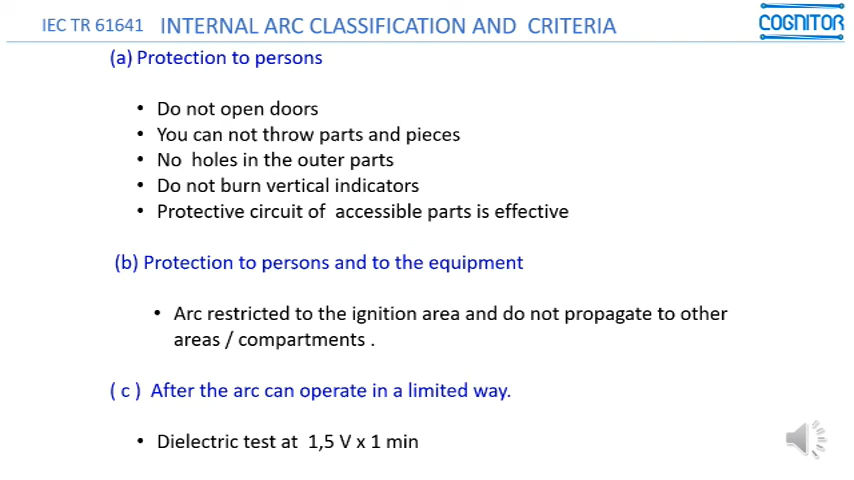 IEC TR 61641 INTERNAL ARC CLASSIFICATION AND CRITERIA
COGNITOR
(a) Protection to persons
• Do not open doors
• You can not throw parts and pieces
• No holes in the outer parts
• Do not burn vertical indicators
• Protective circuit of accessible parts is effective
(b) Protection to persons and to the equipment
• Arc restricted to the ignition area and do not propagate to other
areas / compartments .
( c ) After the arc can operate in a limited way.
• Dielectric test at 1,5 V x 1 min